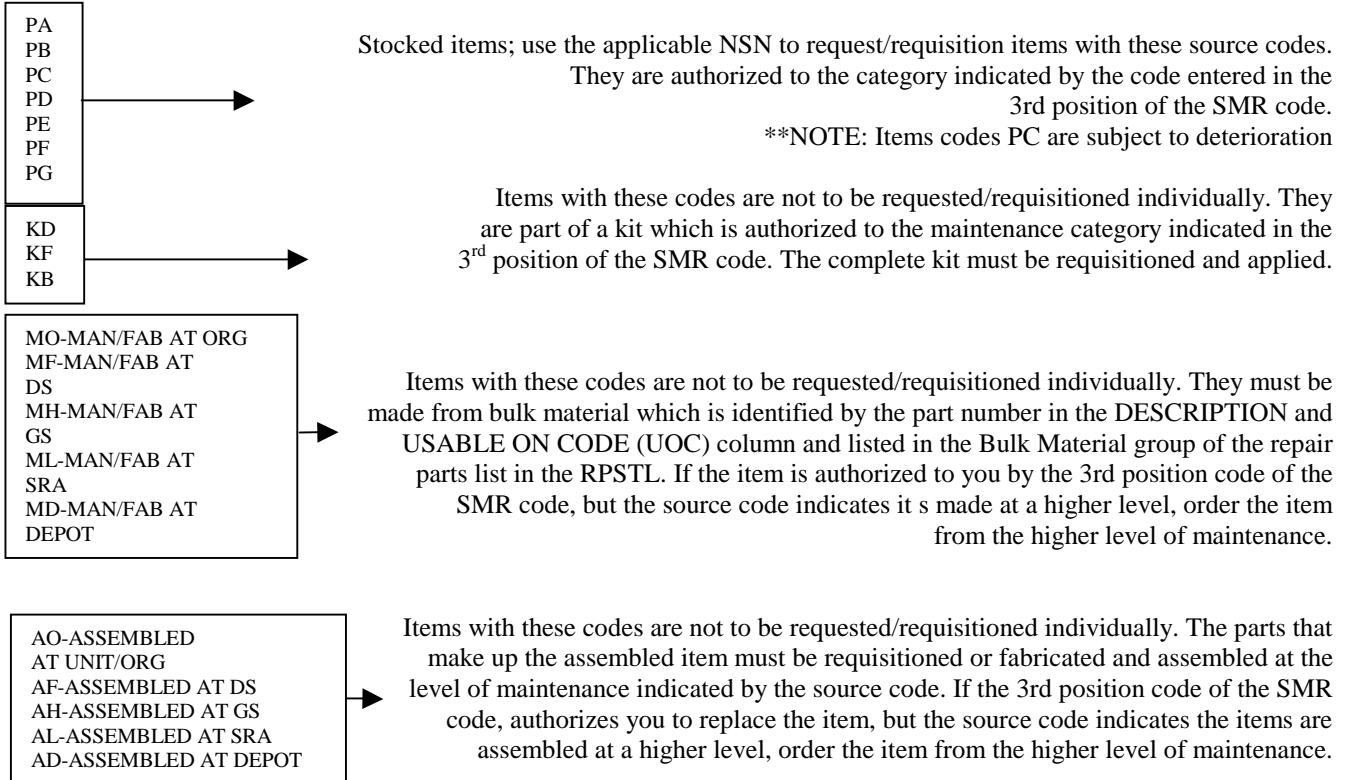 PA
PB
PC
PD
PE
PF
PG
Stocked items; use the applicable NSN to request/requisition items with these source codes.
They are authorized to the category indicated by the code entered in the
3rd position of the SMR code.
**NOTE: Items codes PC are subject to deterioration
KD
KF
KB
Items with these codes are not to be requested/requisitioned individually. They
are part of a kit which is authorized to the maintenance category indicated in the
3rd position of the SMR code. The complete kit must be requisitioned and applied.
MO-MAN/FAB AT ORG
MF-MAN/FAB AT
DS
MH-MAN/FAB AT
GS
ML-MAN/FAB AT
SRA
MD-MAN/FAB AT
DEPOT
Items with these codes are not to be requested/requisitioned individually. They must be
made from bulk material which is identified by the part number in the DESCRIPTION and
USABLE ON CODE (UOC) column and listed in the Bulk Material group of the repair
parts list in the RPSTL. If the item is authorized to you by the 3rd position code of the
SMR code, but the source code indicates it s made at a higher level, order the item
from the higher level of maintenance.
AO-ASSEMBLED
AT UNIT/ORG
AF-ASSEMBLED AT DS
AH-ASSEMBLED AT GS
AL-ASSEMBLED AT SRA
AD-ASSEMBLED AT DEPOT
Items with these codes are not to be requested/requisitioned individually. The parts that
make up the assembled item must be requisitioned or fabricated and assembled at the
level of maintenance indicated by the source code. If the 3rd position code of the SMR
code, authorizes you to replace the item, but the source code indicates the items are
assembled at a higher level, order the item from the higher level of maintenance.